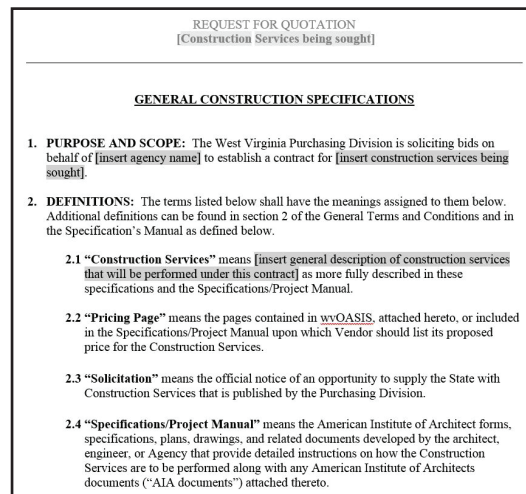 REQUEST FOR QUOTATION
[Construction Services being sought]
GENERAL CONSTRUCTION SPECIFICATIONS
1. PURPOSE AND SCOPE: The West Virginia Purchasing Division is soliciting bids on
behalf of [insert agency name] to establish a contract for [insert construction services being
sought].
2. DEFINITIONS: The terms listed below shall have the meanings assigned to them below.
Additional definitions can be found in section 2 of the General Terms and Conditions and in
the Specification’s Manual as defined below.
2.1 “Construction Services” means [insert general description of construction services
that will be performed under this contract] as more fully described in these
specifications and the Specifications/Project Manual.
2.2 “Pricing Page” means the pages contained in wvOASIS, attached hereto, or included
in the Specifications/Project Manual upon which Vendor should list its proposed
price for the Construction Services.
2.3 “Solicitation” means the official notice of an opportunity to supply the State with
Construction Services that is published by the Purchasing Division.
2.4 “Specifications/Project Manual” means the American Institute of Architect forms,
specifications, plans, drawings, and related documents developed by the architect,
engineer, or Agency that provide detailed instructions on how the Construction
Services are to be performed along with any American Institute of Architects
documents (“AIA documents”) attached thereto.